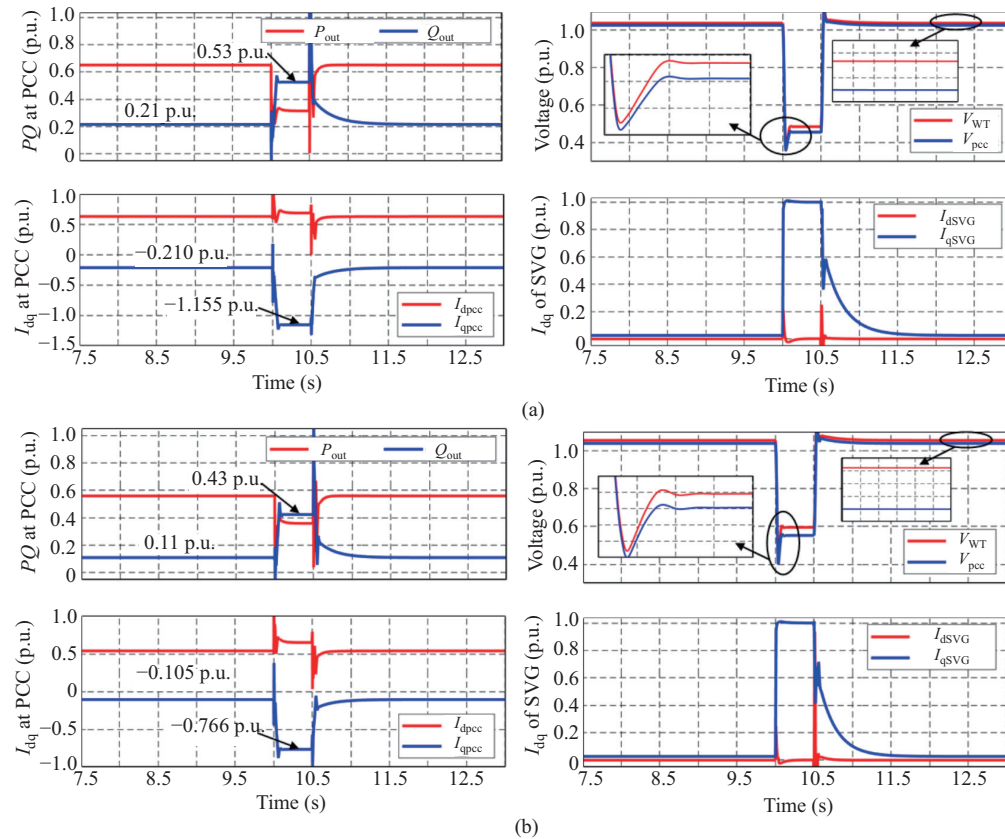 PQ at PCC (p.u.)
1.0
0.8
0.6
0.4
0.2
0
Pout
Qout
0.53 p.u.
0.21 p.u.
Voltage (p.u.)
1.0
0.8
0.6
0.4
VWT
Vpcc
Idq at PCC (p.u.)
1.0
0.5
0
−0.5
−1.0
−1.5
−0.210 p.u.
−1.155 p.u.
Idpcc
Iqpcc
7.5 9.0 9.5 10.5 11.5 12.5
Time (s)
Idq of SVG (p.u.)
1.0
0.8
0.6
0.4
0.2
0
IdSVG
IqSVG
7.5 9.0 9.5 10.5 11.5 12.5
Time (s)
(a)
PQ at PCC (p.u.)
1.0
0.8
0.6
0.4
0.2
0
Pout
Qout
0.43 p.u.
0.11 p.u.
Voltage (p.u.)
1.0
0.8
0.6
0.4
VWT
Vpcc
Idq at PCC (p.u.)
1.0
0.5
0
−0.5
−1.0
−0.105 p.u.
−0.766 p.u.
Idpcc
Iqpcc
7.5 9.0 9.5 10.5 11.5 12.5
Time (s)
Idq of SVG (p.u.)
1.0
0.8
0.6
0.4
0.2
0
IdSVG
IqSVG
7.5 9.0 9.5 10.5 11.5 12.5
Time (s)
(b)